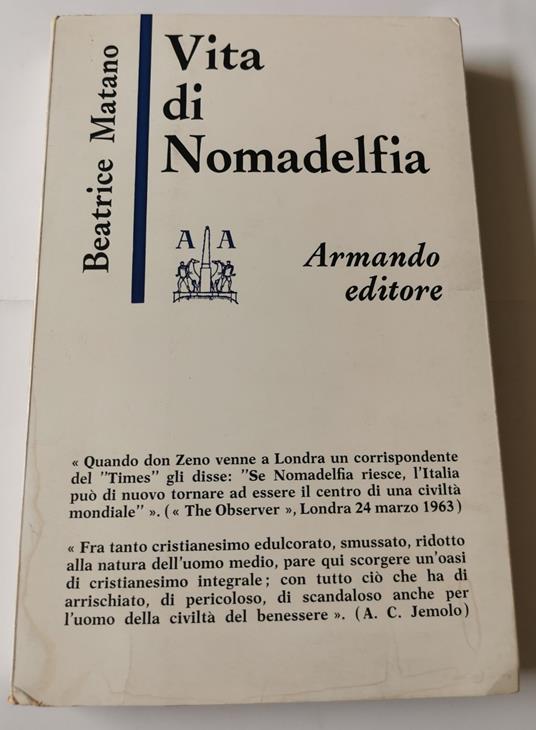 Beatrice Matano
Vita
di
Nomadelfia
A A
Armando
editore
« Quando don Zeno venne a Londra un corrispondente
del "Times" gli disse: "Se Nomadelfia riesce, l'Italia
può di nuovo tornare ad essere il centro di una civiltà
mondiale" ». (« The Observer », Londra 24 marzo 1963)
« Fra tanto cristianesimo edulcorato, smussato, ridotto
alla natura dell'uomo medio, pare qui scorgere un'oasi
di cristianesimo integrale; con tutto ciò che ha di
arrischiato, di pericoloso, di scandaloso anche per
l'uomo della civiltà del benessere ». (A. C. Jemolo)